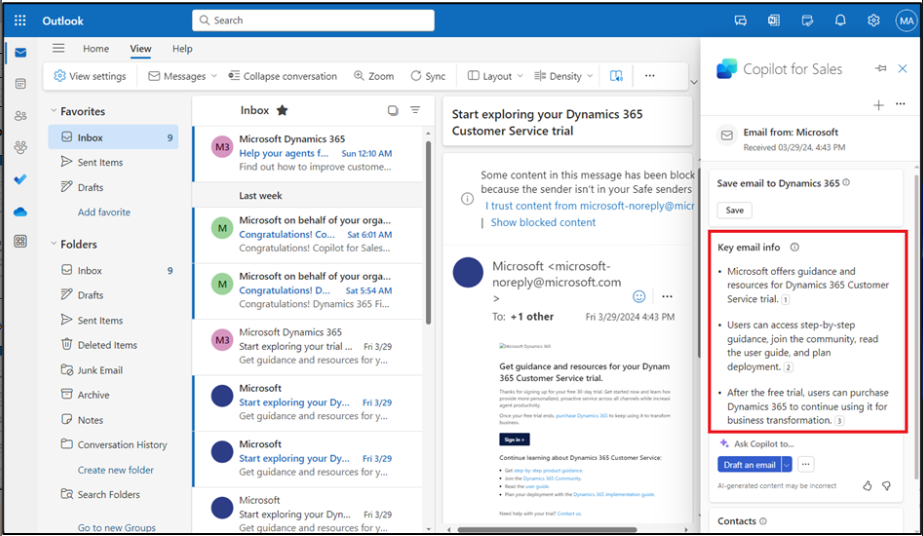 Outlook
Search
MA
Home
View
Help
View settings
Messages
Collapse conversation
Zoom
Sync
Layout
Density
Favorites
Inbox 9
Sent Items
Drafts
Add favorite
Folders
Inbox 9
Drafts
Sent Items
Deleted Items
Junk Email
Archive
Notes
Conversation History
Create new folder
Search Folders
Go to new Groups
Inbox
M3
Microsoft Dynamics 365
Help your agents f... Sun 12:10 AM
Find out how to improve custome...
Last week
M
Microsoft on behalf of your orga...
Congratulations! Co... Sat 6:01 AM
Congratulations! Copilot for Sales...
M
Microsoft on behalf of your orga...
Congratulations! D... Sat 5:54 AM
Congratulations! Dynamics 365 Fi...
M3
Microsoft Dynamics 365
Start exploring your trial ... Fri 3/29
Get guidance and resources for y...
Microsoft
Start exploring your Dy... Fri 3/29
Get guidance and resources for y...
Microsoft
Start exploring your Dy... Fri 3/29
Get guidance and resources for y...
Microsoft
Start exploring your Dyn... Fri 3/29
Get guidance and resources for y...
Start exploring your Dynamics 365
Customer Service trial
Some content in this message has been block
because the sender isn't in your Safe senders
I trust content from microsoft-noreply@micr
| Show blocked content
Microsoft <microsoft-
noreply@microsoft.com
>
To: +1 other Fri 3/29/2024 4:43 PM
Microsoft Dynamics 365
Get guidance and resources for your Dynam
365 Customer Service trial.
Thanks for signing up for your free 30-day trial. Get started now and learn how
provide more personalized, proactive service across all channels while increasi
agent productivity.
Once your free trial ends, purchase Dynamics 365 to keep using it to transform
business.
Sign in >
Continue learning about Dynamics 365 Customer Service:
• Get step-by-step product guidance.
• Join the Dynamics 365 Community.
• Read the user guide.
• Plan your deployment with the Dynamics 365 implementation guide.
Need help with your trial? Contact us.
Copilot for Sales
Email from: Microsoft
Received 03/29/24, 4:43 PM
Save email to Dynamics 365
Save
Key email info
• Microsoft offers guidance and
resources for Dynamics 365 Customer
Service trial. 1
• Users can access step-by-step
guidance, join the community, read
the user guide, and plan
deployment. 2
• After the free trial, users can purchase
Dynamics 365 to continue using it for
business transformation. 3
Ask Copilot to...
Draft an email
AI-generated content may be incorrect
Contacts